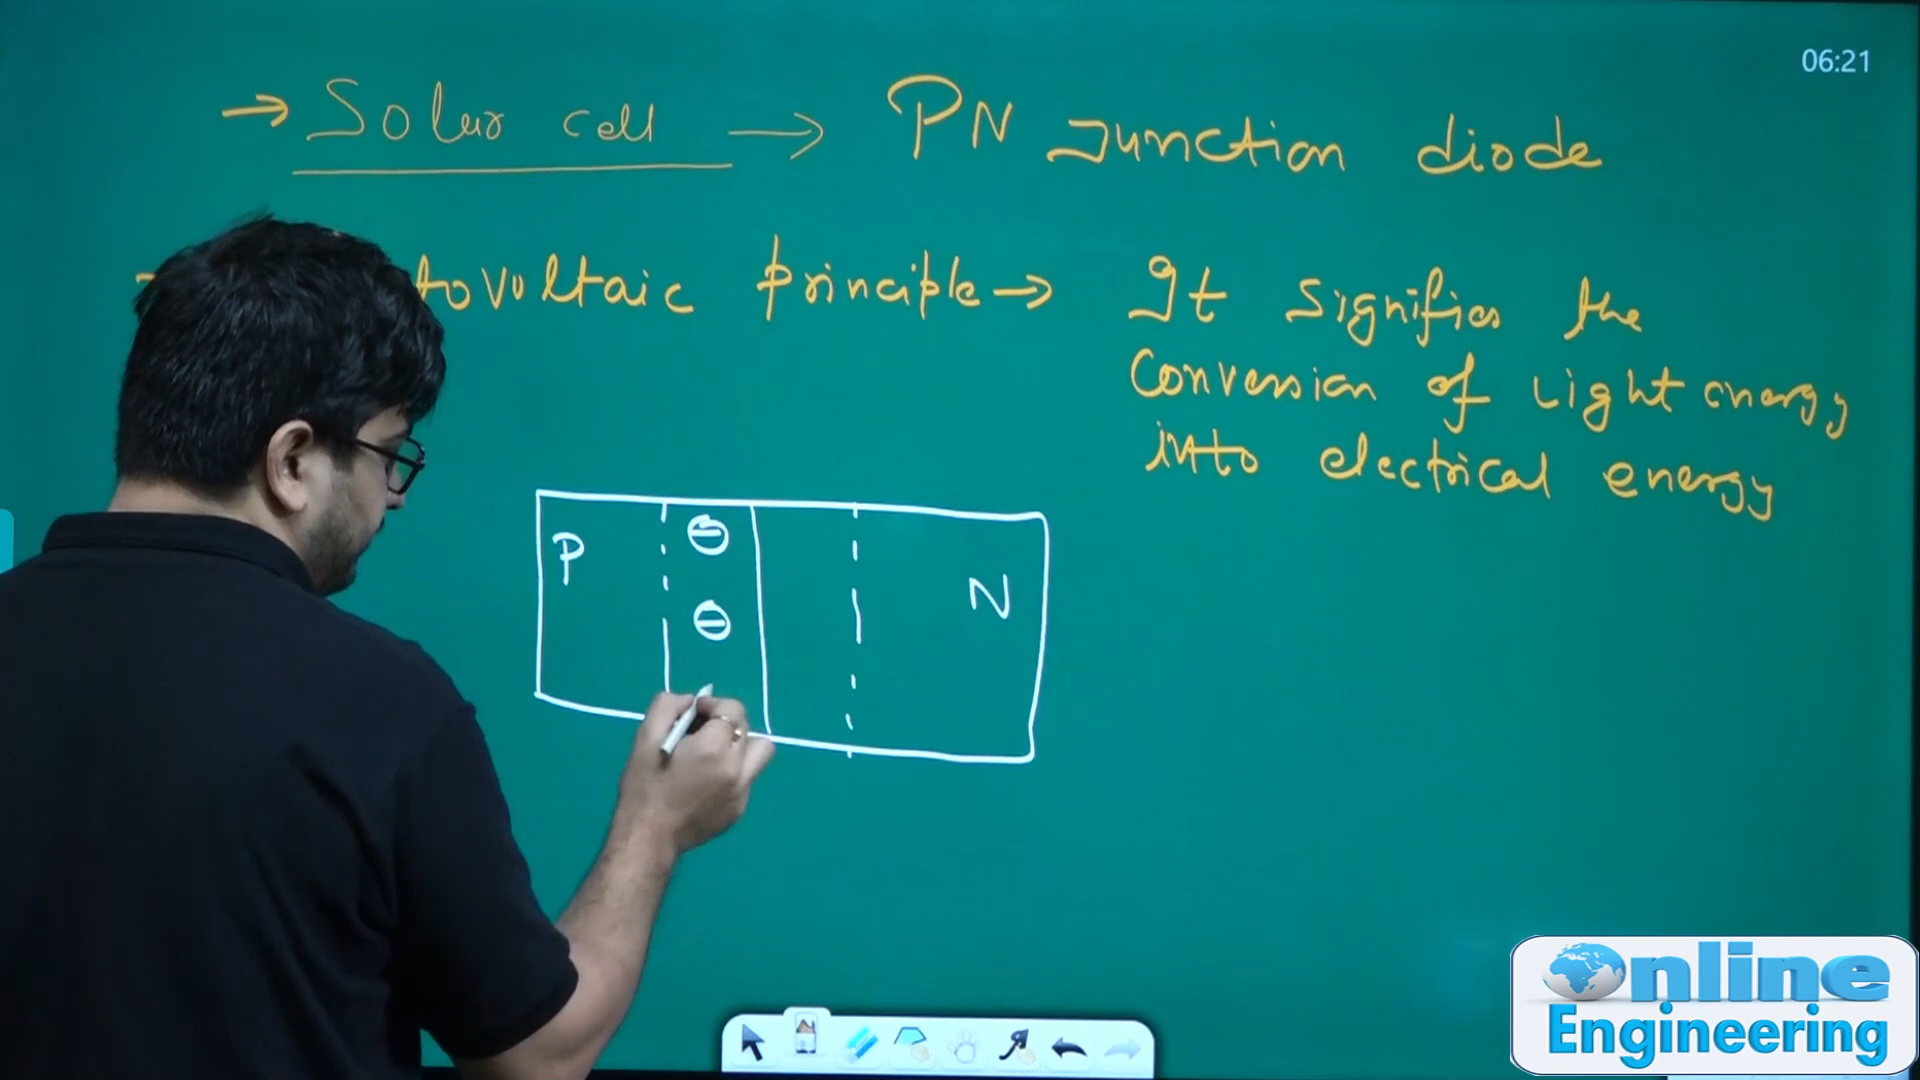 06:21
→ Solar cell → PN Junction diode
tovoltaic principle → It signifies the
conversion of Light energy
into electrical energy
P ⊖ N
⊖
Online
Engineering